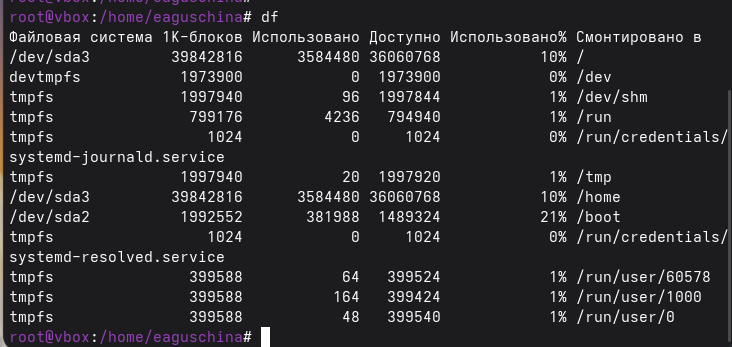 root@vbox:/home/eaguschina#
root@vbox:/home/eaguschina# df
Файловая система 1K-блоков Использовано Доступно Использовано% Смонтировано в
/dev/sda3 39842816 3584480 36060768 10% /
devtmpfs 1973900 0 1973900 0% /dev
tmpfs 1997940 96 1997844 1% /dev/shm
tmpfs 799176 4236 794940 1% /run
tmpfs 1024 0 1024 0% /run/credentials/
systemd-journald.service
tmpfs 1997940 20 1997920 1% /tmp
/dev/sda3 39842816 3584480 36060768 10% /home
/dev/sda2 1992552 381988 1489324 21% /boot
tmpfs 1024 0 1024 0% /run/credentials/
systemd-resolved.service
tmpfs 399588 64 399524 1% /run/user/60578
tmpfs 399588 164 399424 1% /run/user/1000
tmpfs 399588 48 399540 1% /run/user/0
root@vbox:/home/eaguschina#